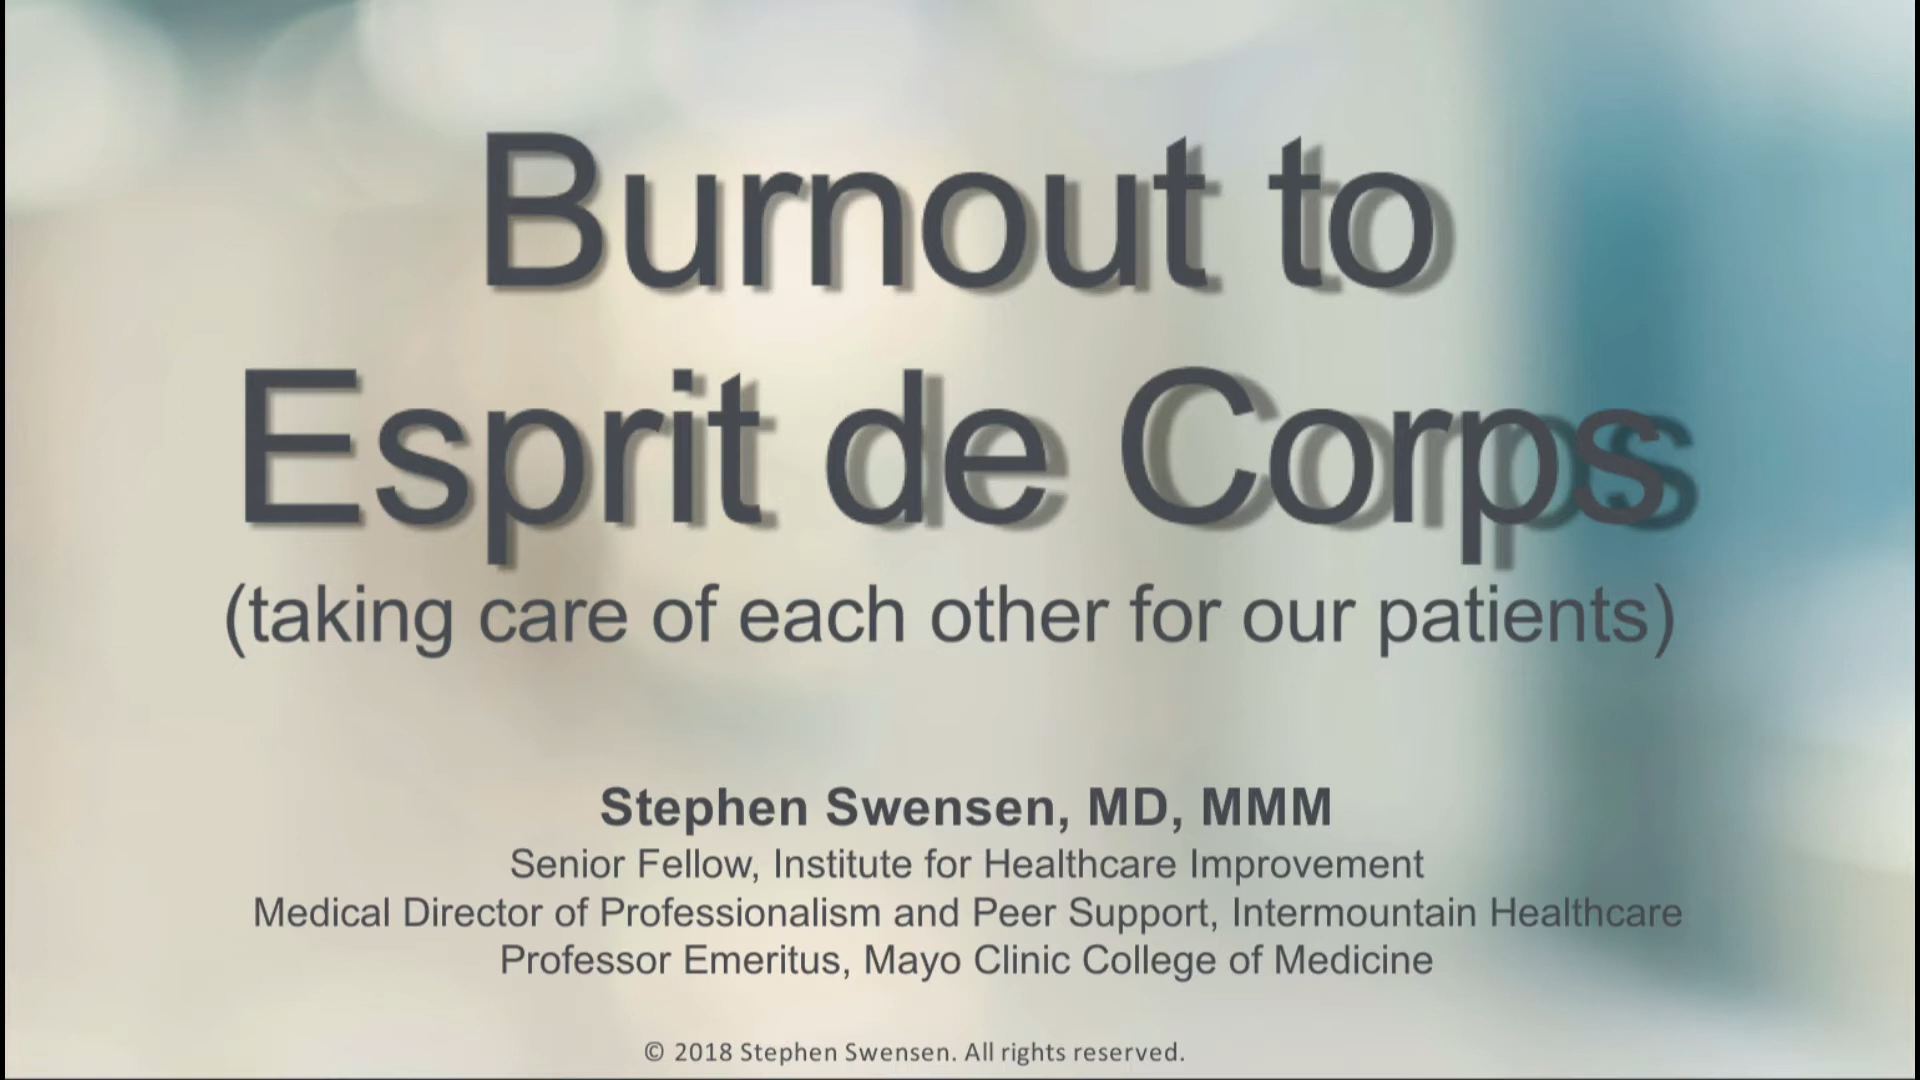 Burnout to
Esprit de Corps
(taking care of each other for our patients)
Stephen Swensen, MD, MMM
Senior Fellow, Institute for Healthcare Improvement
Medical Director of Professionalism and Peer Support, Intermountain Healthcare
Professor Emeritus, Mayo Clinic College of Medicine
© 2018 Stephen Swensen. All rights reserved.